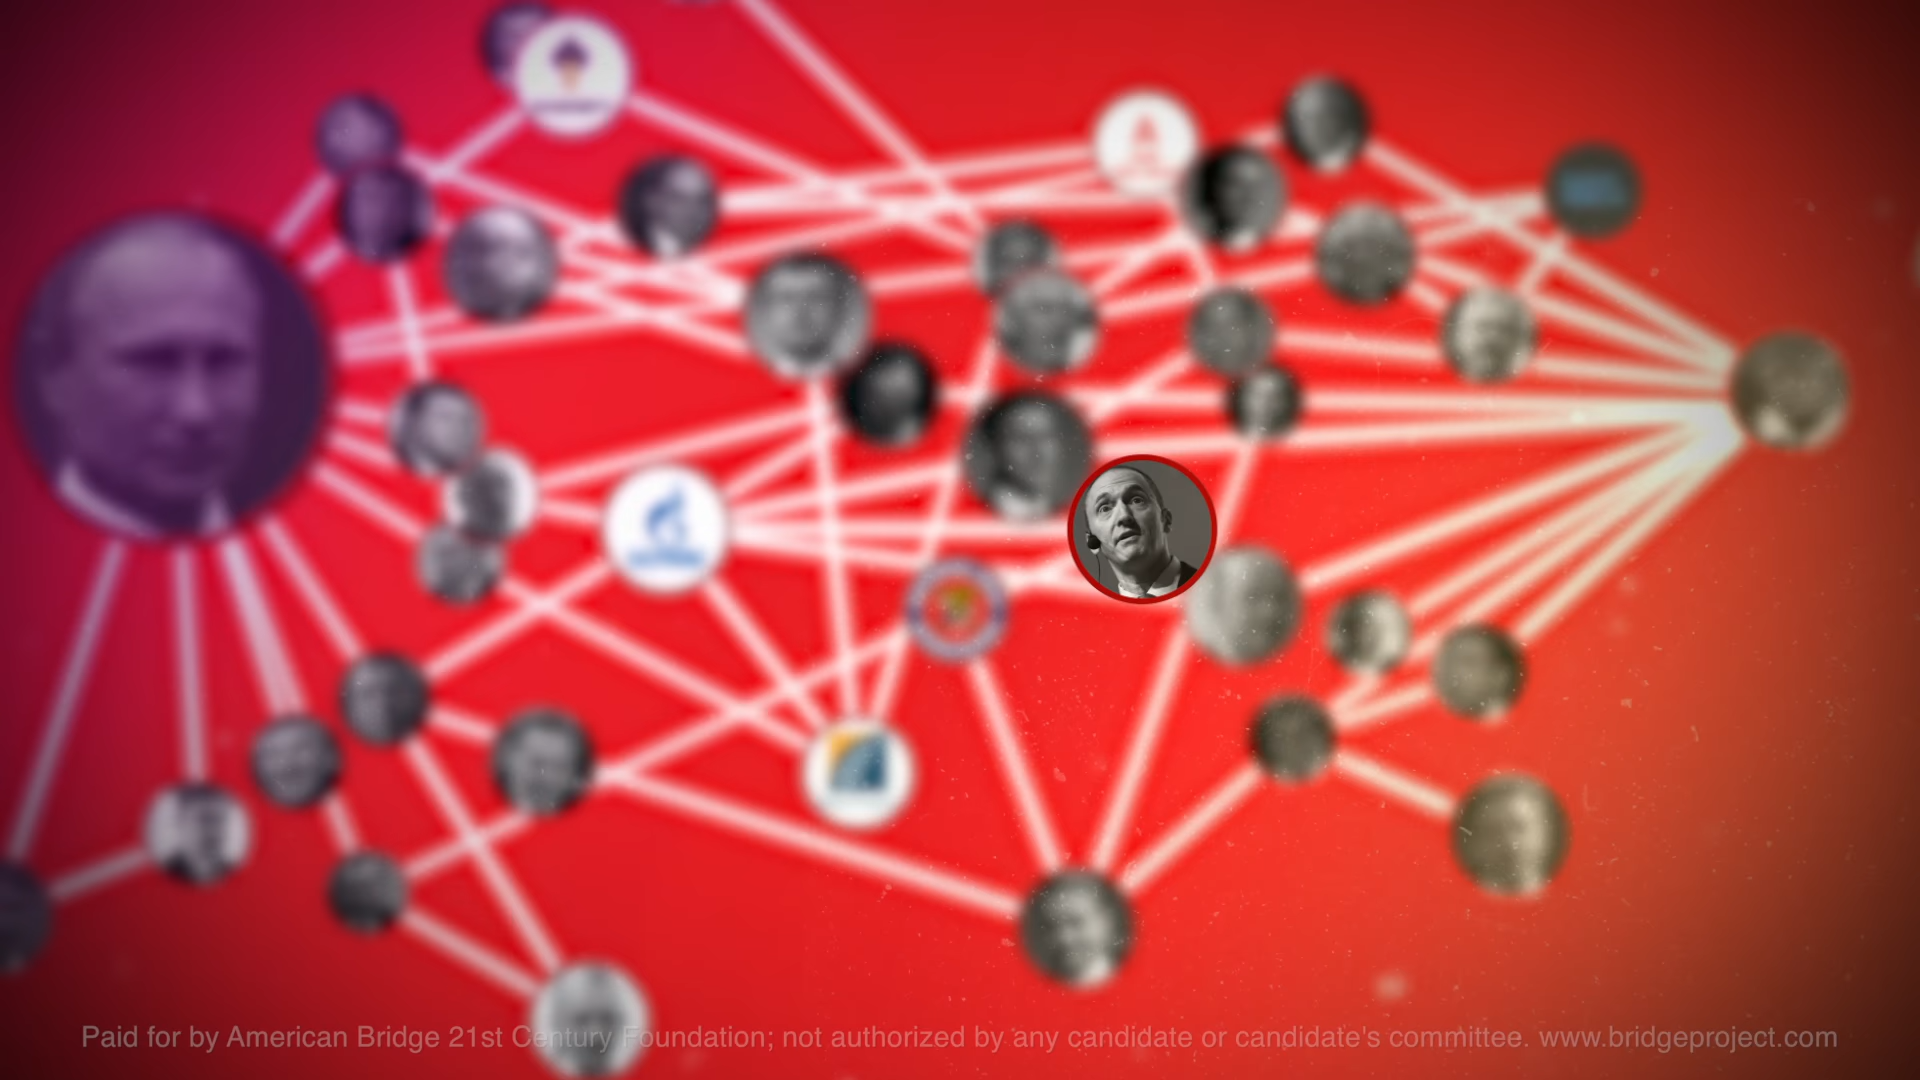 Paid for by American Bridge 21st Century Foundation; not authorized by any candidate or candidate's committee. www.bridgeproject.com